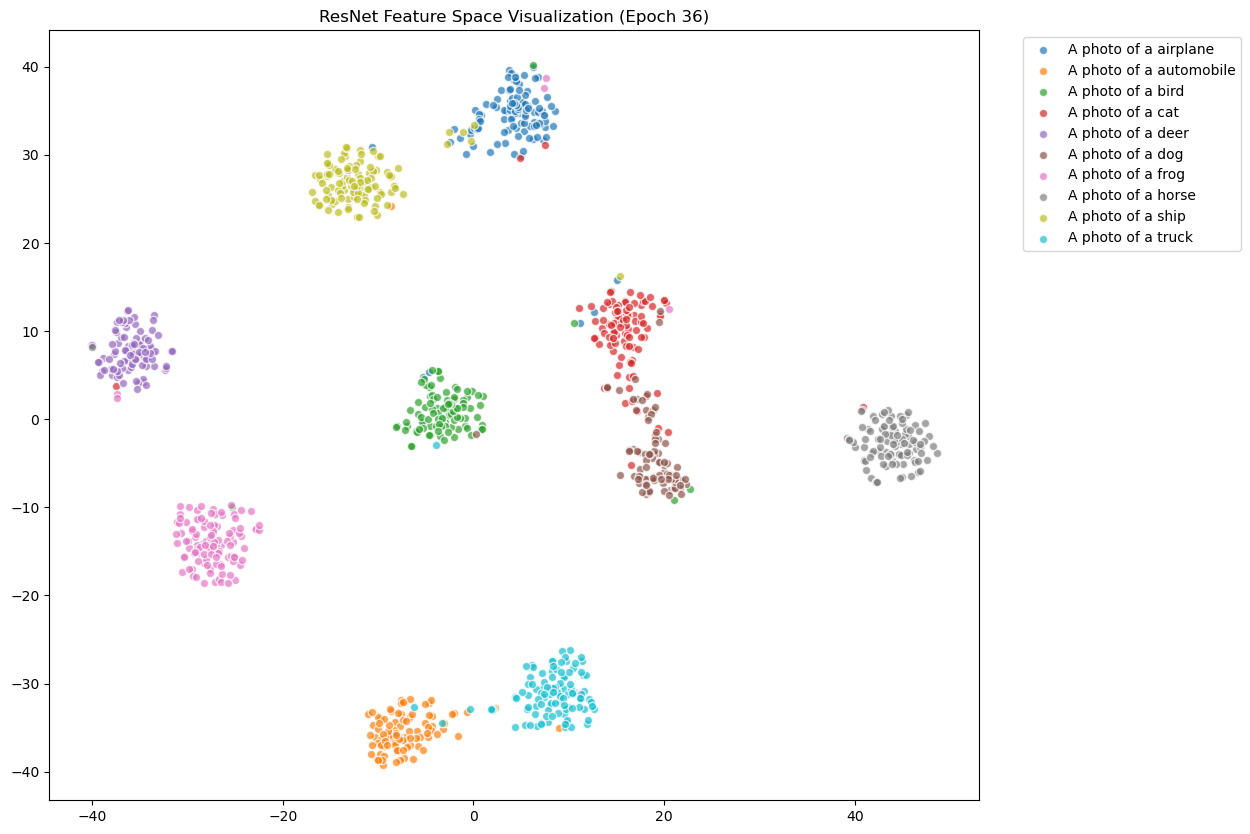 ResNet Feature Space Visualization (Epoch 36)
40
30
20
10
0
−10
−20
−30
−40
−40
−20
0
20
40
A photo of a airplane
A photo of a automobile
A photo of a bird
A photo of a cat
A photo of a deer
A photo of a dog
A photo of a frog
A photo of a horse
A photo of a ship
A photo of a truck